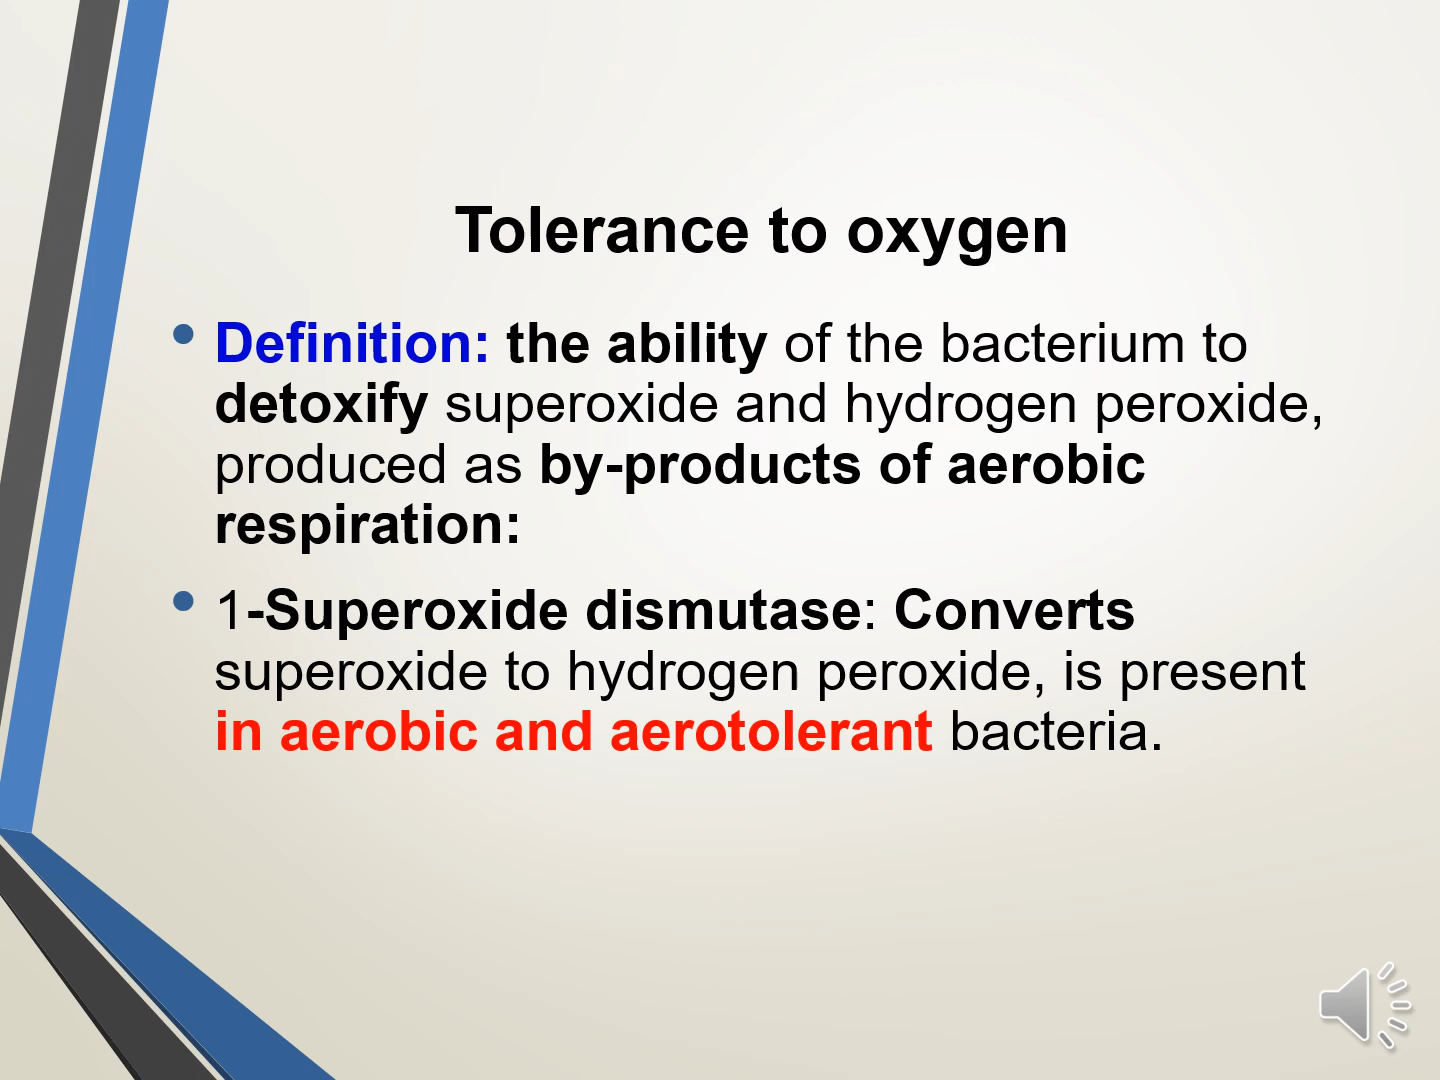 Tolerance to oxygen
• Definition: the ability of the bacterium to
detoxify superoxide and hydrogen peroxide,
produced as by-products of aerobic
respiration:
• 1-Superoxide dismutase: Converts
superoxide to hydrogen peroxide, is present
in aerobic and aerotolerant bacteria.